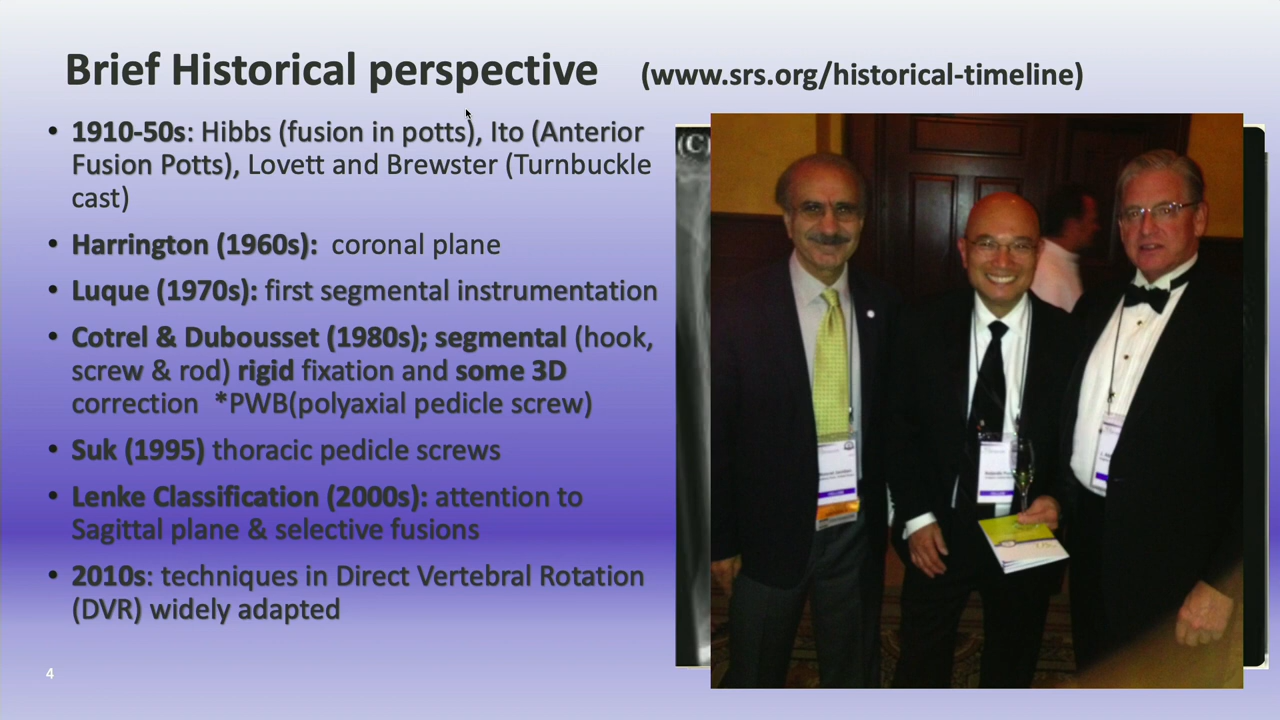 Brief Historical perspective (www.srs.org/historical-timeline)
• 1910-50s: Hibbs (fusion in potts), Ito (Anterior
Fusion Potts), Lovett and Brewster (Turnbuckle
cast)
• Harrington (1960s): coronal plane
• Luque (1970s): first segmental instrumentation
• Cotrel & Dubousset (1980s); segmental (hook,
screw & rod) rigid fixation and some 3D
correction *PWB(polyaxial pedicle screw)
• Suk (1995) thoracic pedicle screws
• Lenke Classification (2000s): attention to
Sagittal plane & selective fusions
• 2010s: techniques in Direct Vertebral Rotation
(DVR) widely adapted
4
(C)